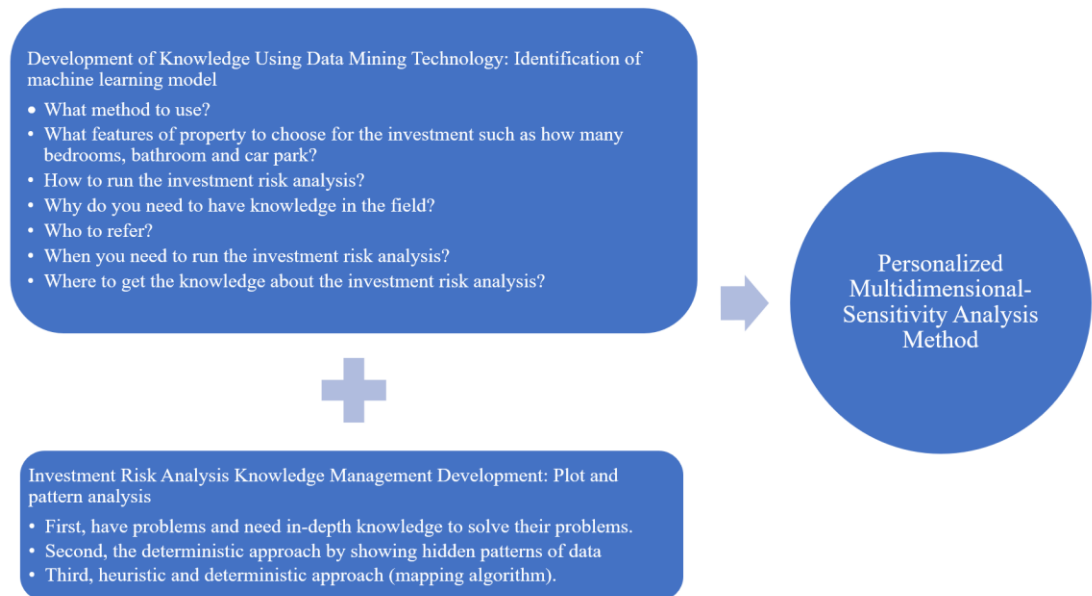 Development of Knowledge Using Data Mining Technology: Identification of
machine learning model
• What method to use?
• What features of property to choose for the investment such as how many
bedrooms, bathroom and car park?
• How to run the investment risk analysis?
• Why do you need to have knowledge in the field?
• Who to refer?
• When you need to run the investment risk analysis?
• Where to get the knowledge about the investment risk analysis?
Investment Risk Analysis Knowledge Management Development: Plot and
pattern analysis
• First, have problems and need in-depth knowledge to solve their problems.
• Second, the deterministic approach by showing hidden patterns of data
• Third, heuristic and deterministic approach (mapping algorithm).
Personalized
Multidimensional-
Sensitivity Analysis
Method